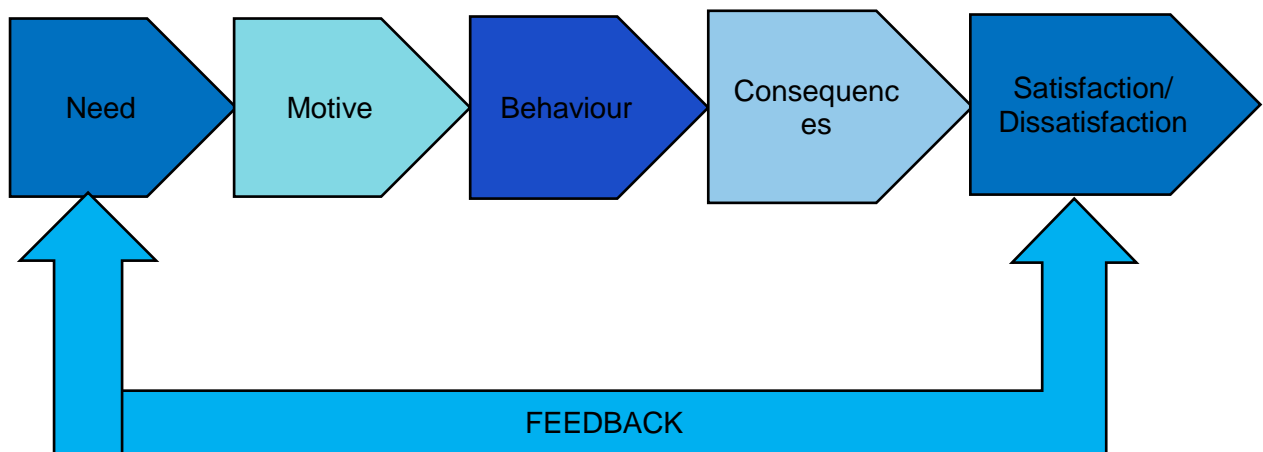 Need
Motive
Behaviour
Consequenc
es
Satisfaction/
Dissatisfaction
FEEDBACK